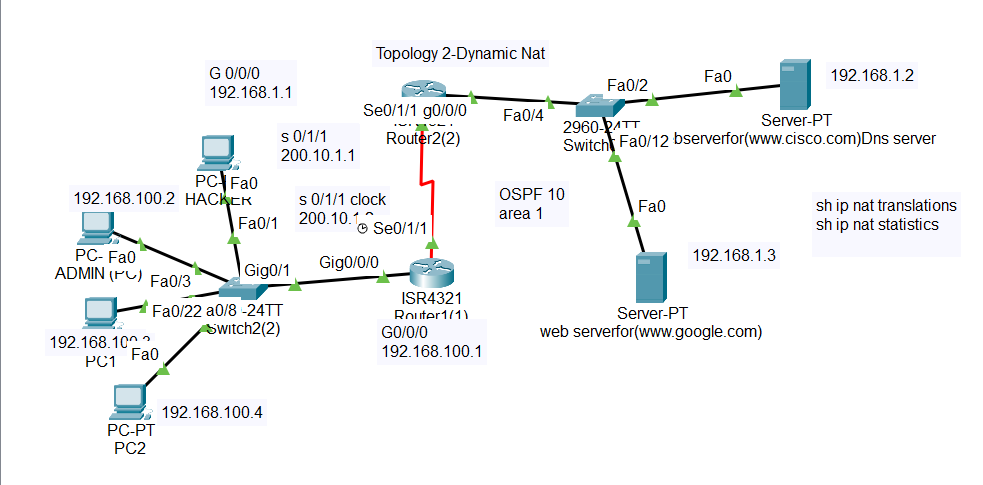 Topology 2-Dynamic Nat
G 0/0/0
192.168.1.1
Se0/1/1 g0/0/0
Router2(2)
Fa0/4
Fa0/2
Fa0
192.168.1.2
Server-PT
bserverfor(www.cisco.com)Dns server
2960-24TT
Fa0/12
s 0/1/1
200.10.1.1
PC-
Fa0
HACKER
192.168.100.2
s 0/1/1 clock
200.10.1.
Se0/1/1
OSPF 10
area 1
Fa0
sh ip nat translations
sh ip nat statistics
Fa0/1
PC-
Fa0
ADMIN (PC)
Fa0/3
Gig0/1
Gig0/0/0
192.168.1.3
ISR4321
Router1(1)
Fa0/22
a0/8
-24TT
Switch2(2)
Server-PT
web serverfor(www.google.com)
G0/0/0
192.168.100.1
PC1
Fa0
192.168.100.4
PC-PT
PC2